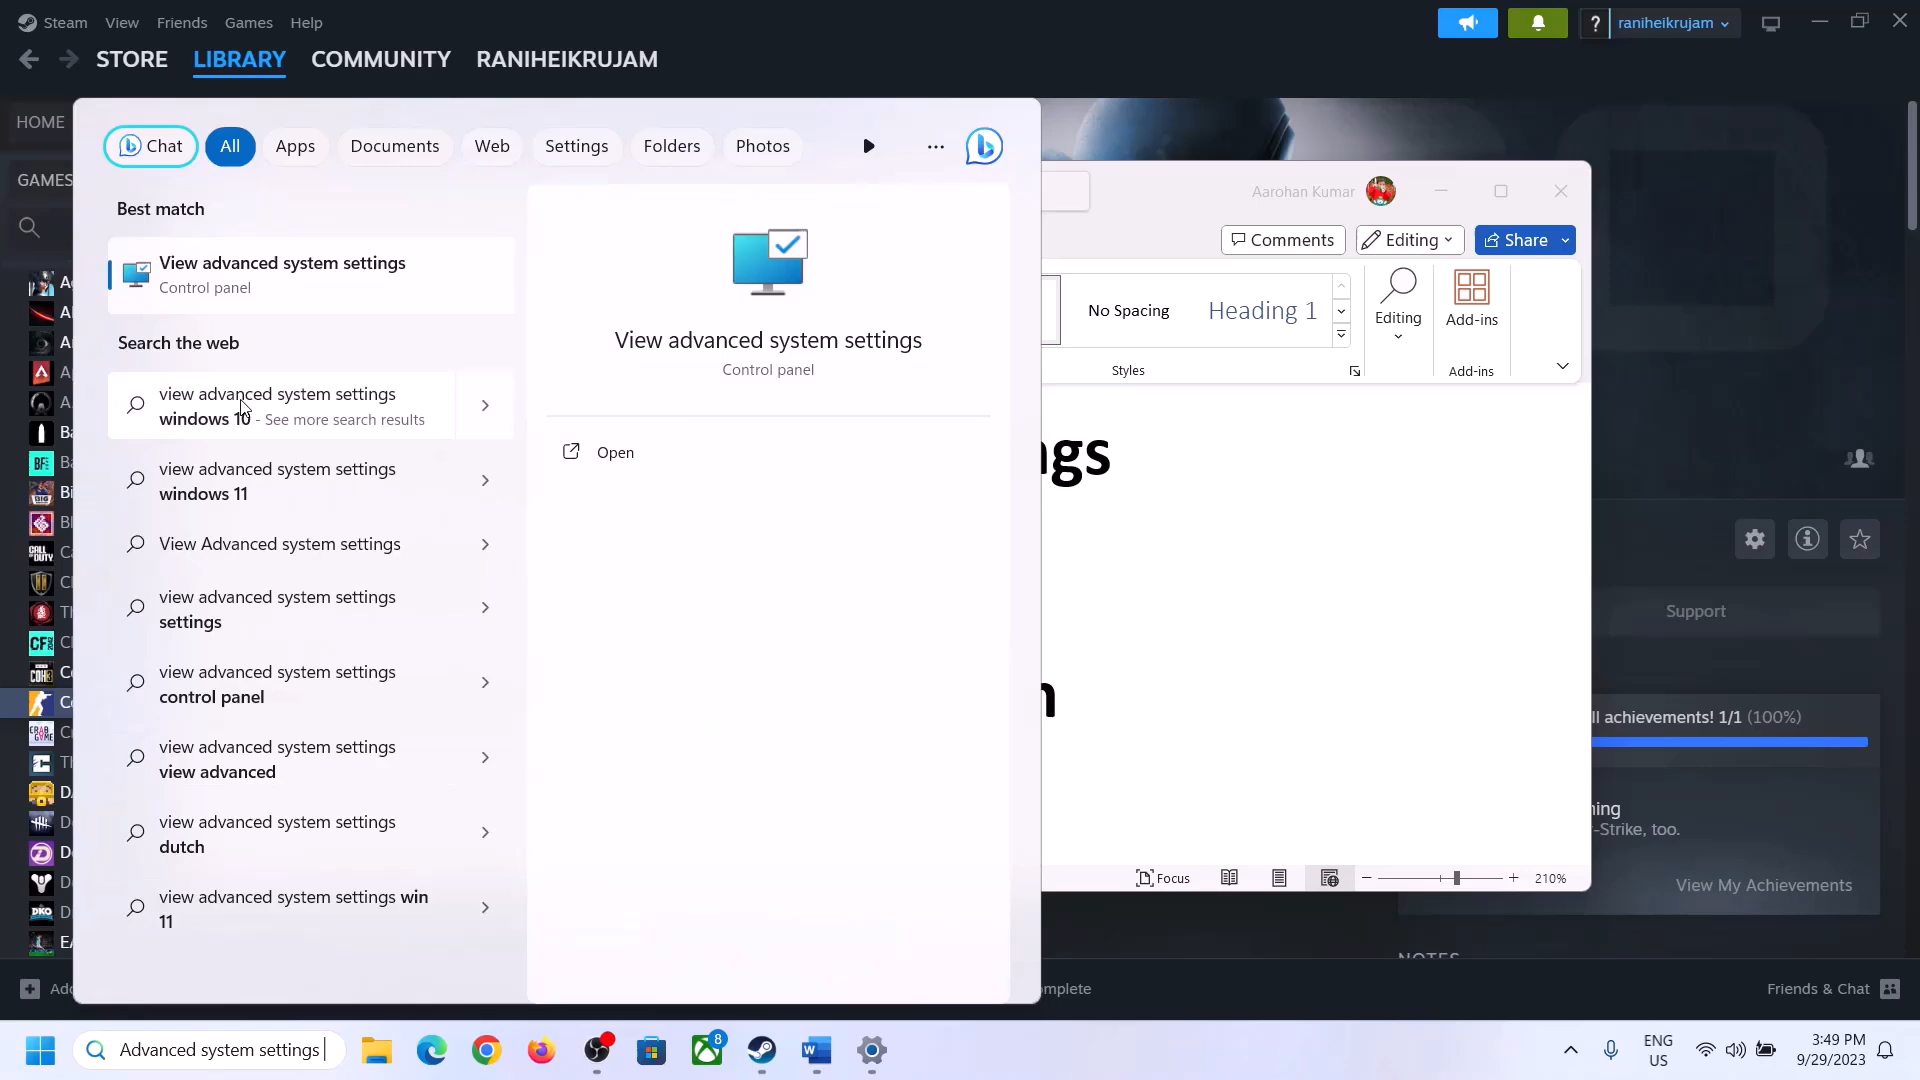 Steam View Friends Games Help
? raniheikrujam
STORE LIBRARY COMMUNITY RANIHEIKRUJAM
HOME
GAMES
Chat All Apps Documents Web Settings Folders Photos
Best match
View advanced system settings
Control panel
Search the web
view advanced system settings
windows 10 - See more search results
view advanced system settings
windows 11
View Advanced system settings
view advanced system settings
settings
view advanced system settings
control panel
view advanced system settings
view advanced
view advanced system settings
dutch
view advanced system settings win
11
View advanced system settings
Control panel
Open
Aarohan Kumar
Comments Editing Share
No Spacing Heading 1
Editing
Add-ins
Styles
Add-ins
ngs
n
Focus
210%
Support
ll achievements! 1/1 (100%)
ning
-Strike, too.
View My Achievements
NOTES
Add
omplete
Friends & Chat
Advanced system settings
8
ENG
US
3:49 PM
9/29/2023